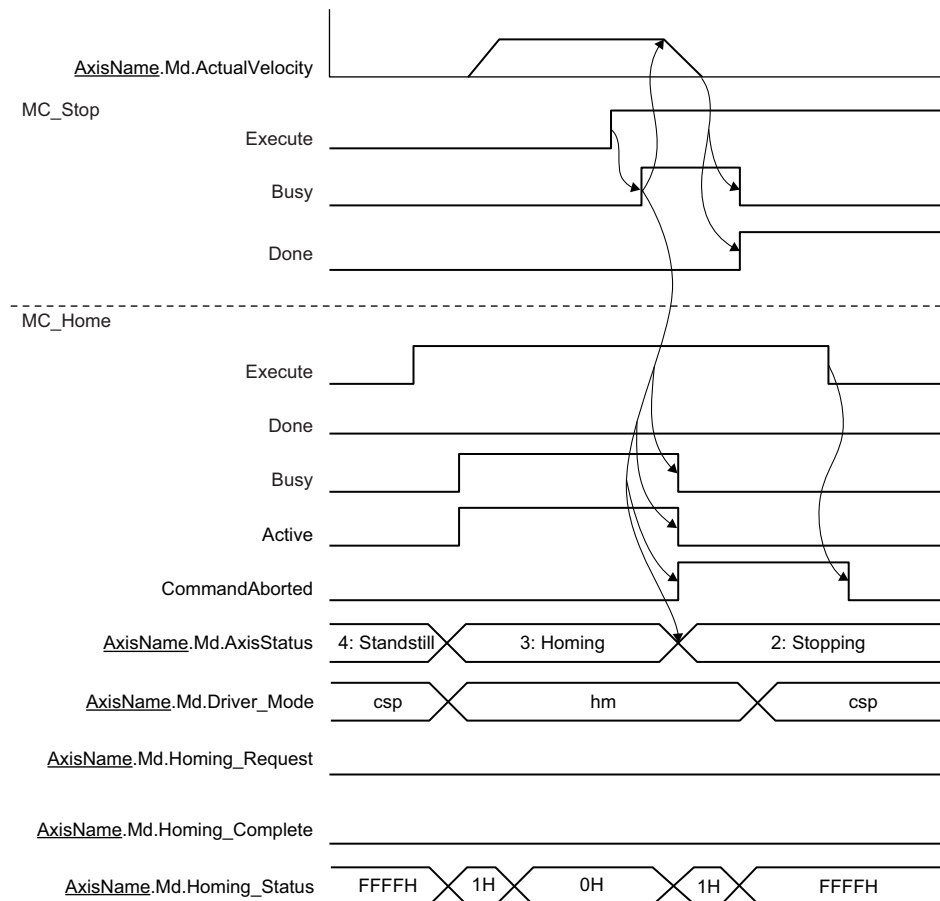 AxisName.Md.ActualVelocity
MC_Stop
Execute
Busy
Done
MC_Home
Execute
Done
Busy
Active
CommandAborted
AxisName.Md.AxisStatus 4: Standstill 3: Homing 2: Stopping
AxisName.Md.Driver_Mode csp hm csp
AxisName.Md.Homing_Request
AxisName.Md.Homing_Complete
AxisName.Md.Homing_Status FFFFH 1H 0H 1H FFFFH